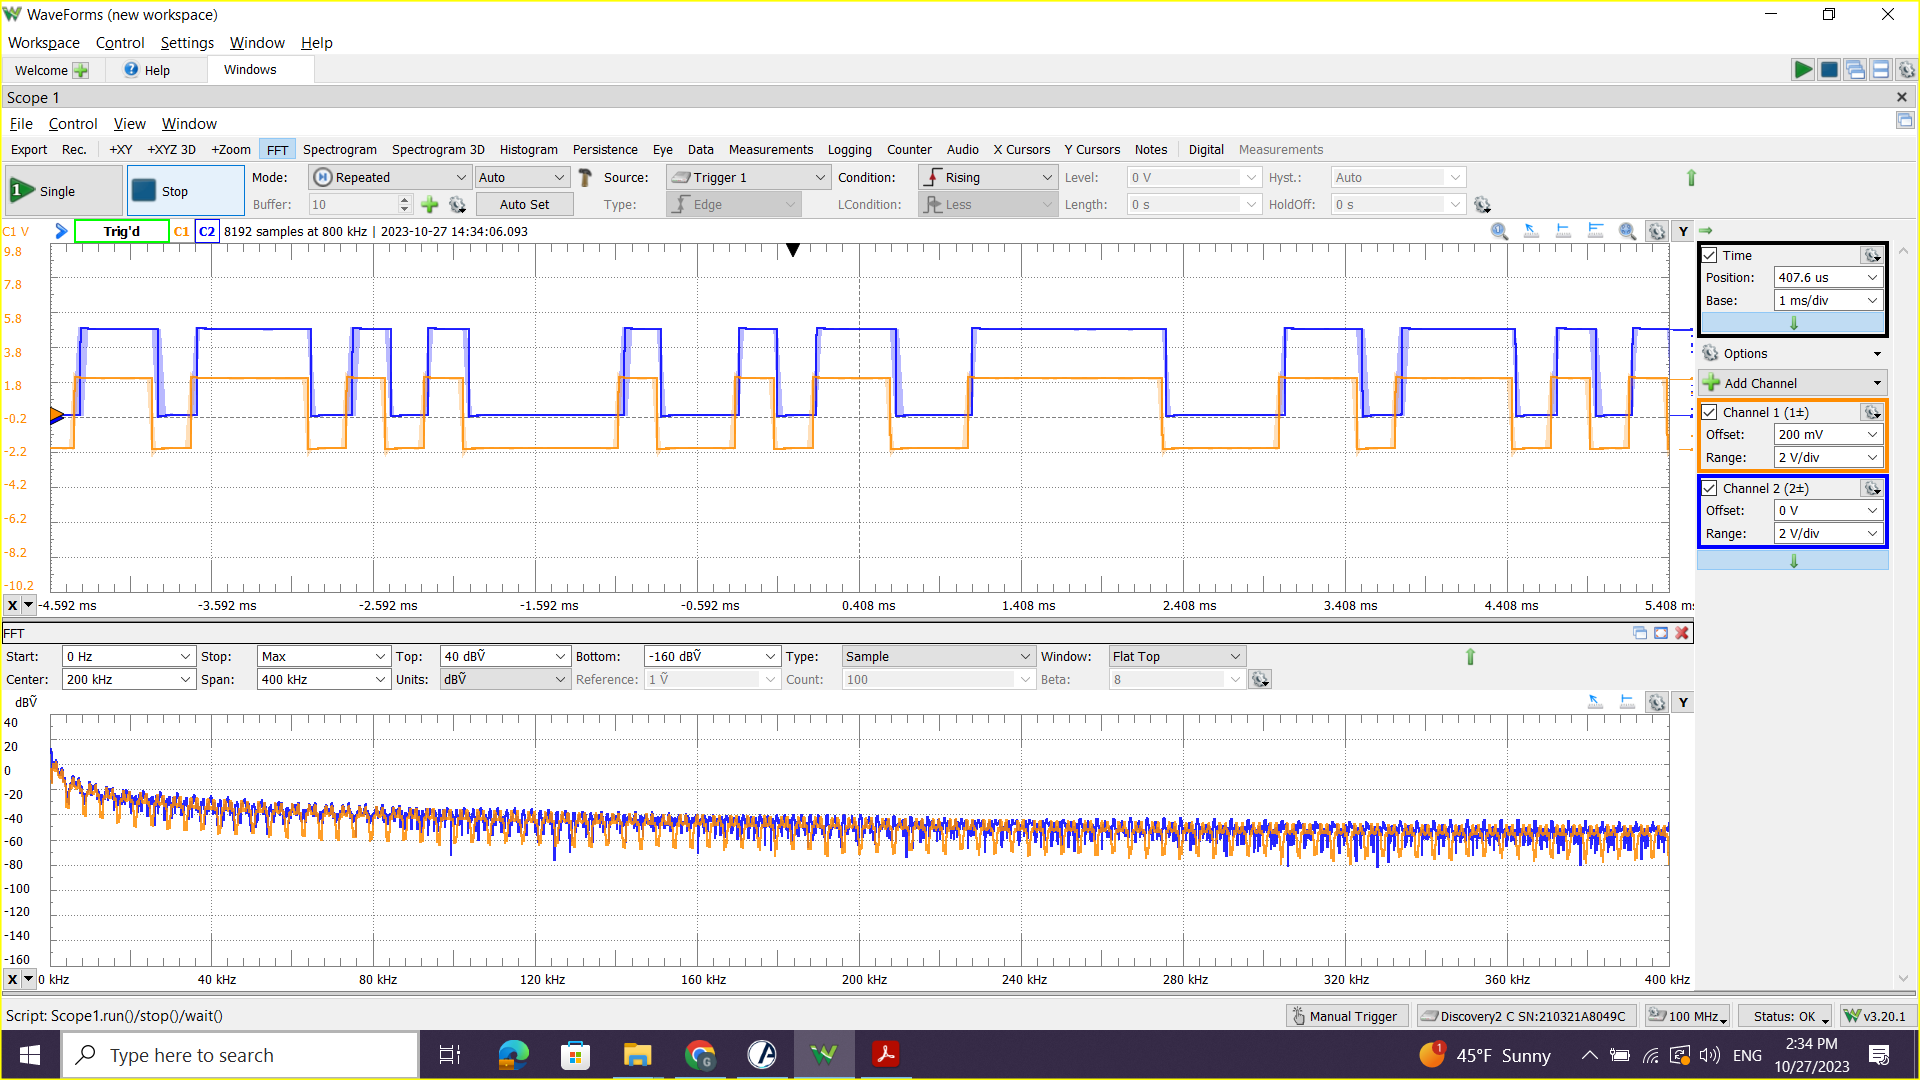 WaveForms (new workspace)
Workspace Control Settings Window Help
Welcome Help Windows
Scope 1
File Control View Window
Export Rec. +XY +XYZ 3D +Zoom FFT Spectrogram Spectrogram 3D Histogram Persistence Eye Data Measurements Logging Counter Audio X Cursors Y Cursors Notes Digital Measurements
1 Single Stop Mode: Repeated Auto Source: Trigger 1 Condition: Rising Level: 0 V Hyst.: Auto
Buffer: 10 Auto Set Type: Edge LCondition: Less Length: 0 s HoldOff: 0 s
C1 V Trig'd C1 C2 8192 samples at 800 kHz | 2023-10-27 14:34:06.093 Y
9.8
7.8
5.8
3.8
1.8
-0.2
-2.2
-4.2
-6.2
-8.2
-10.2
X -4.592 ms -3.592 ms -2.592 ms -1.592 ms -0.592 ms 0.408 ms 1.408 ms 2.408 ms 3.408 ms 4.408 ms 5.408 ms
Time
Position: 407.6 us
Base: 1 ms/div
Options
Add Channel
Channel 1 (1±)
Offset: 200 mV
Range: 2 V/div
Channel 2 (2±)
Offset: 0 V
Range: 2 V/div
FFT
Start: 0 Hz Stop: Max Top: 40 dBṼ Bottom: -160 dBṼ Type: Sample Window: Flat Top
Center: 200 kHz Span: 400 kHz Units: dBṼ Reference: 1 Ṽ Count: 100 Beta: 8
dBṼ Y
40
20
0
-20
-40
-60
-80
-100
-120
-140
-160
X 0 kHz 40 kHz 80 kHz 120 kHz 160 kHz 200 kHz 240 kHz 280 kHz 320 kHz 360 kHz 400 kHz
Script: Scope1.run()/stop()/wait() Manual Trigger Discovery2 C SN:210321A8049C 100 MHz Status: OK v3.20.1
Type here to search 1 45°F Sunny ENG 2:34 PM
10/27/2023